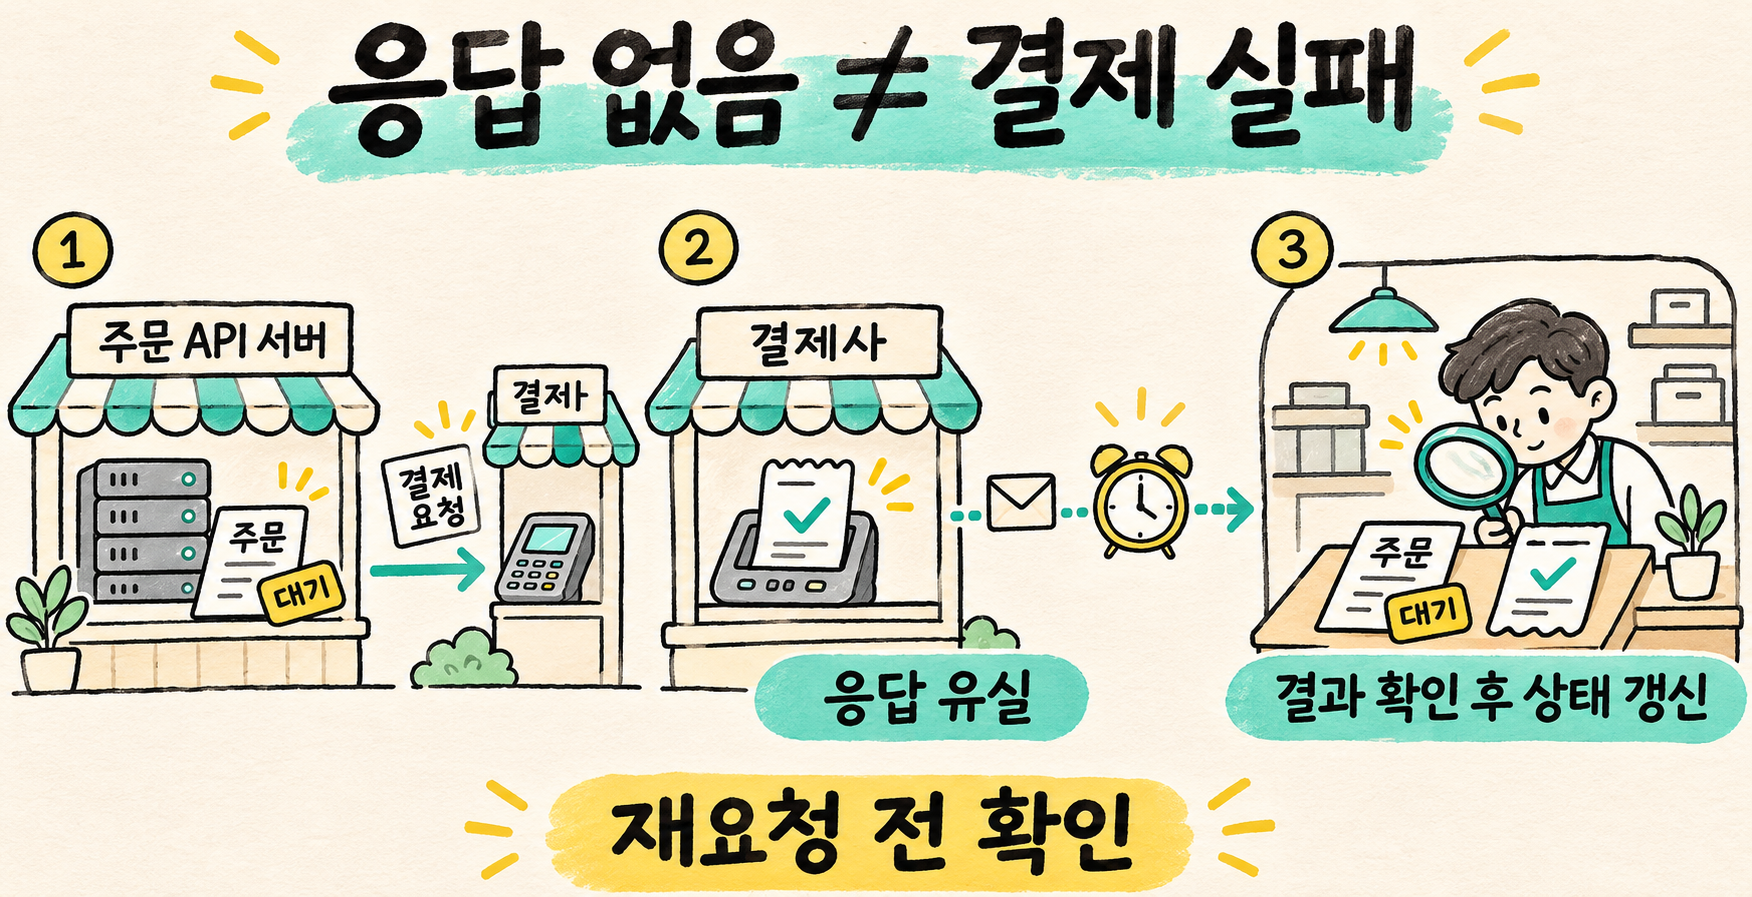 응답 없음 ≠ 결제 실패
1
주문 API 서버
주문
대기
결제
요청
2
결제사
응답 유실
3
주문
대기
결과 확인 후 상태 갱신
재요청 전 확인